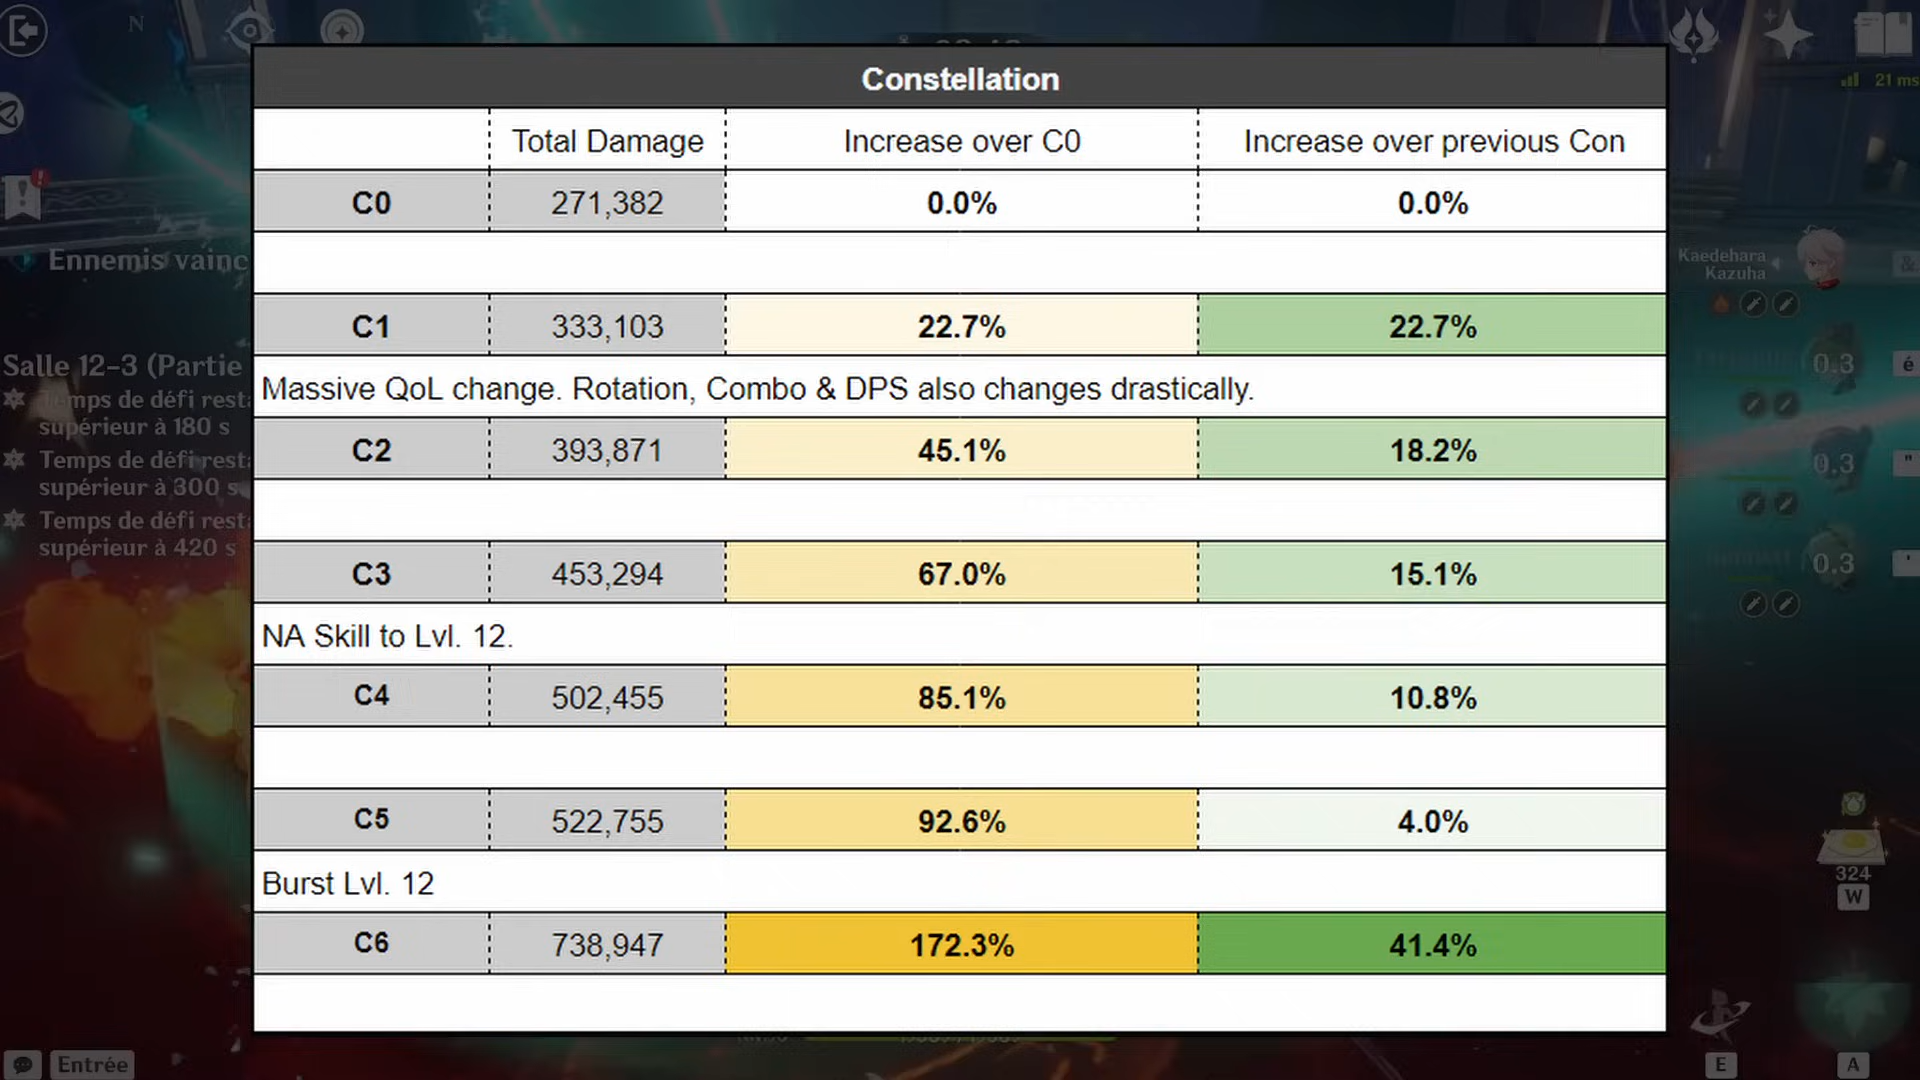 N
21 ms
Constellation
Total Damage
Increase over C0
Increase over previous Con
C0
271,382
0.0%
0.0%
Kaedehara
Kazuha
Ennemis vainc
C1
333,103
22.7%
22.7%
Salle 12-3 (Partie
0.3
é
Massive QoL change. Rotation, Combo & DPS also changes drastically.
Temps de défi rest
supérieur à 180 s
C2
393,871
45.1%
18.2%
Temps de défi rest
supérieur à 300 s
0.3
"
Temps de défi rest
supérieur à 420 s
C3
453,294
67.0%
15.1%
0.3
'
NA Skill to Lvl. 12.
C4
502,455
85.1%
10.8%
C5
522,755
92.6%
4.0%
324
W
Burst Lvl. 12
C6
738,947
172.3%
41.4%
Entrée
E
A